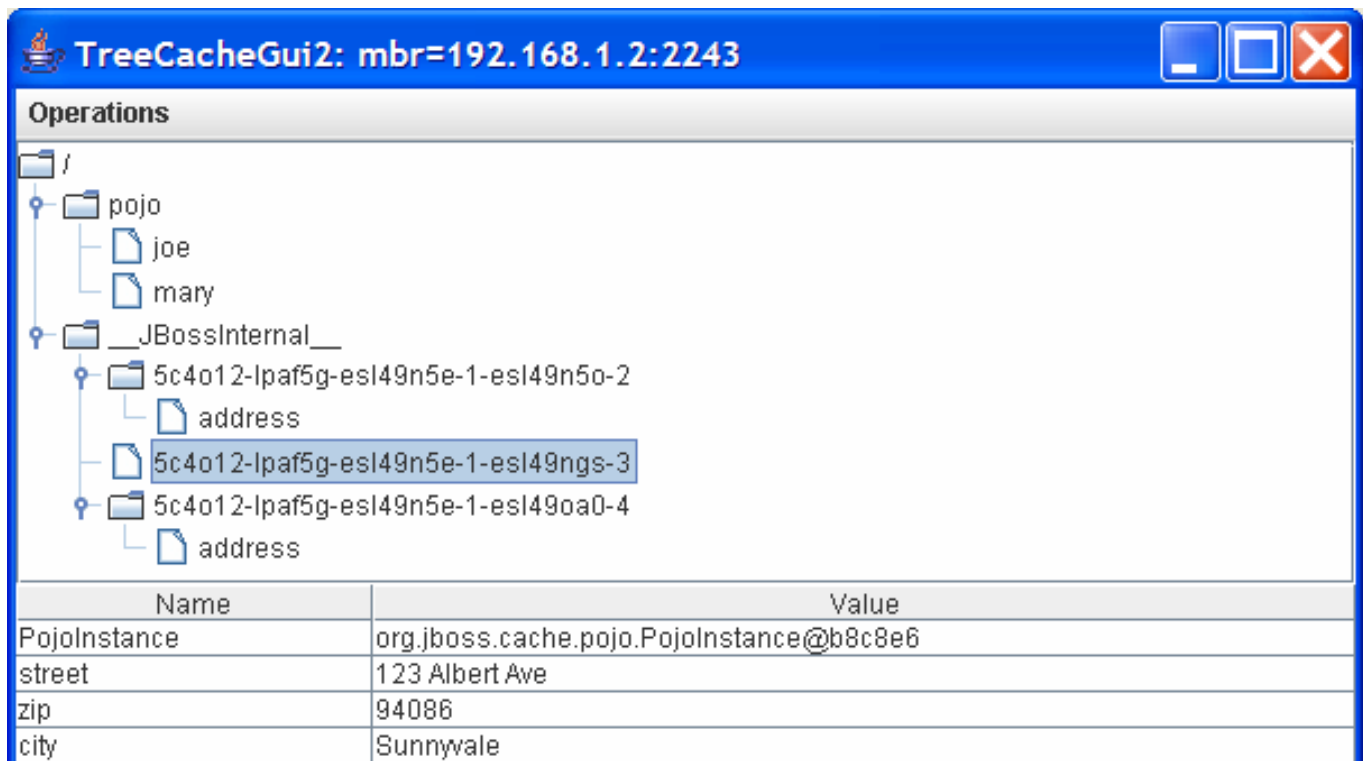 TreeCacheGui2: mbr=192.168.1.2:2243
Operations
/
pojo
joe
mary
__JBossInternal__
5c4o12-lpaf5g-esl49n5e-1-esl49n5o-2
address
5c4o12-lpaf5g-esl49n5e-1-esl49ngs-3
5c4o12-lpaf5g-esl49n5e-1-esl49oa0-4
address
Name Value
PojoInstance org.jboss.cache.pojo.PojoInstance@b8c8e6
street 123 Albert Ave
zip 94086
city Sunnyvale